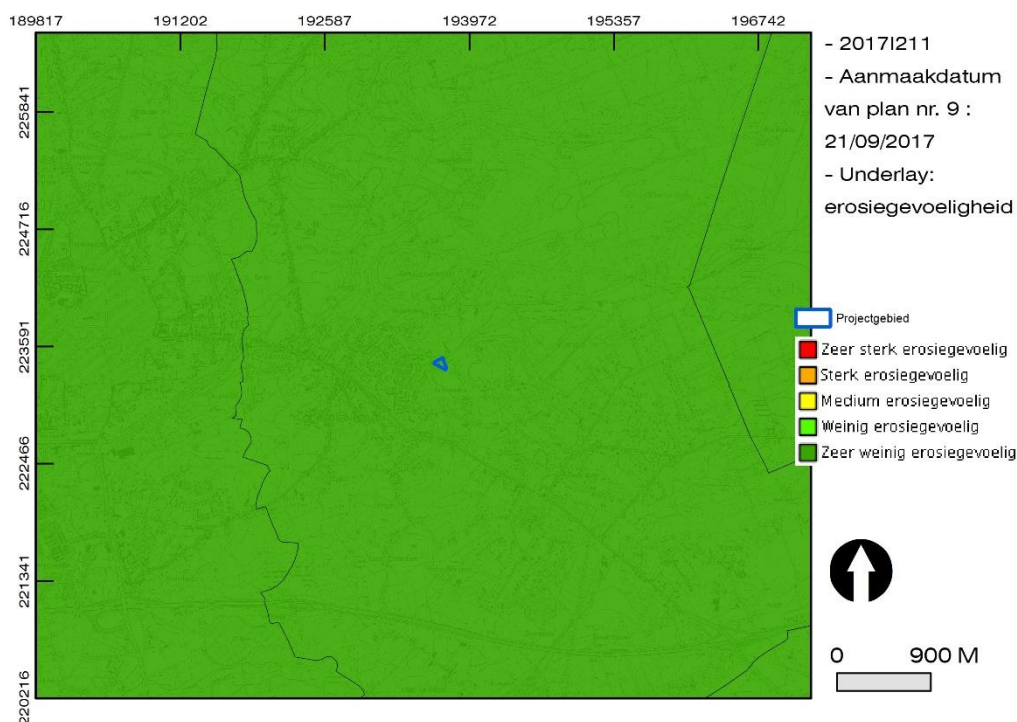 189817 191202 192587 193972 195357 196742
225841
224716
223591
222466
221341
220216
- 2017I211
- Aanmaakdatum
van plan nr. 9 :
21/09/2017
- Underlay:
erosiegevoeligheid
Projectgebied
Zeer sterk erosiegevoelig
Sterk erosiegevoelig
Medium erosiegevoelig
Weinig erosiegevoelig
Zeer weinig erosiegevoelig
0 900 M